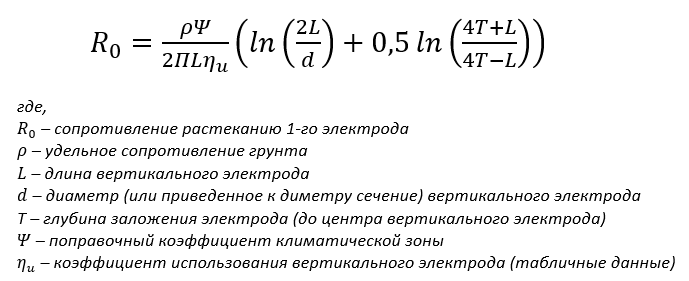 R₀ = ρΨ/2ΠLηᵤ (ln (2L/d) + 0,5 ln (4T+L/4T−L))
где,
R₀ – сопротивление растеканию 1-го электрода
ρ – удельное сопротивление грунта
L – длина вертикального электрода
d – диаметр (или приведенное к диметру сечение) вертикального электрода
T – глубина заложения электрода (до центра вертикального электрода)
Ψ – поправочный коэффициент климатической зоны
ηᵤ – коэффициент использования вертикального электрода (табличные данные)